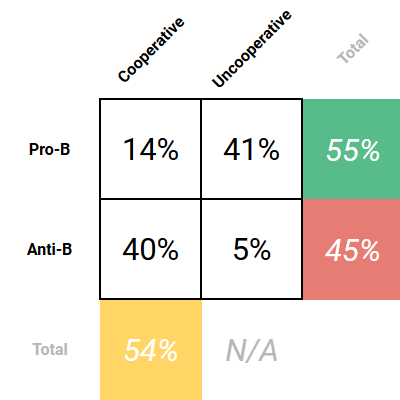 Cooperative Uncooperative Total
Pro-B 14% 41% 55%
Anti-B 40% 5% 45%
Total 54% N/A